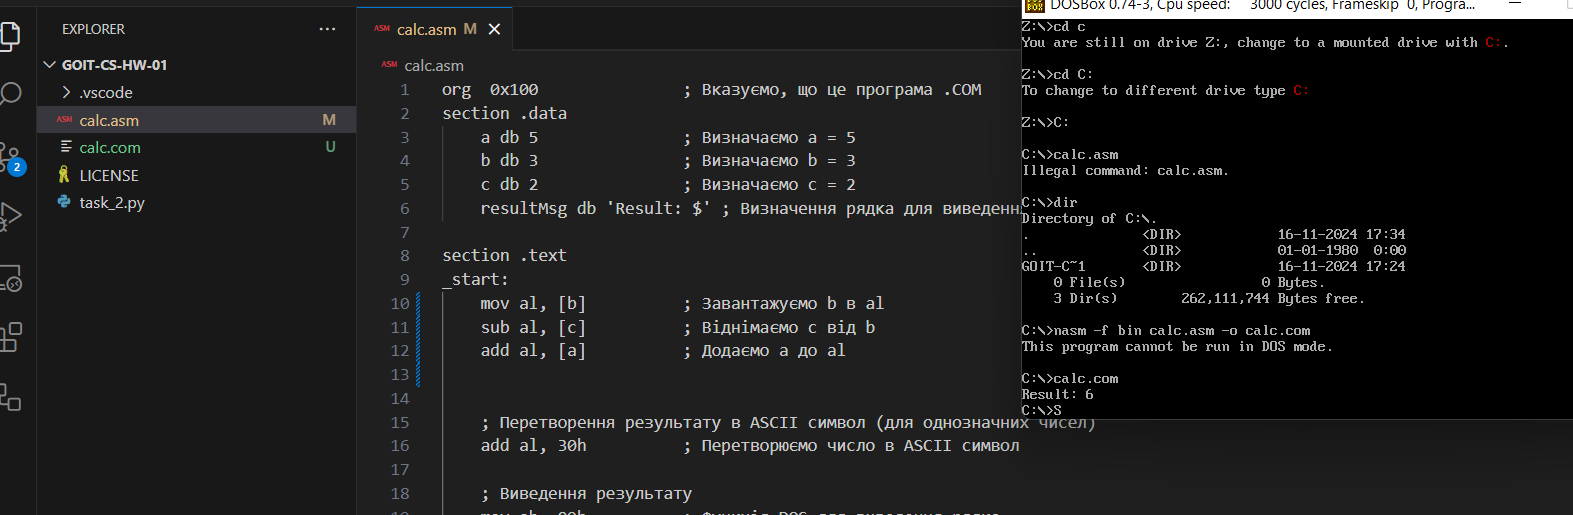 EXPLORER
...
GOIT-CS-HW-01
.vscode
ASM calc.asm M
calc.com U
LICENSE
task_2.py
2
ASM calc.asm M
ASM calc.asm
1 org 0x100 ; Вказуємо, що це програма .COM
2 section .data
3 a db 5 ; Визначаємо a = 5
4 b db 3 ; Визначаємо b = 3
5 c db 2 ; Визначаємо c = 2
6 resultMsg db 'Result: $' ; Визначення рядка для виведенн
7
8 section .text
9 _start:
10 mov al, [b] ; Завантажуємо b в al
11 sub al, [c] ; Віднімаємо c від b
12 add al, [a] ; Додаємо a до al
13
14
15 ; Перетворення результату в ASCII символ (для однозначних чисел)
16 add al, 30h ; Перетворюємо число в ASCII символ
17
18 ; Виведення результату
DOSBox 0.74-3, Cpu speed: 3000 cycles, Frameskip 0, Progra...
Z:\>cd c
You are still on drive Z:, change to a mounted drive with C:.
Z:\>cd C:
To change to different drive type C:
Z:\>C:
C:\>calc.asm
Illegal command: calc.asm.
C:\>dir
Directory of C:\.
. <DIR> 16-11-2024 17:34
.. <DIR> 01-01-1980 0:00
GOIT-C~1 <DIR> 16-11-2024 17:24
0 File(s) 0 Bytes.
3 Dir(s) 262,111,744 Bytes free.
C:\>nasm -f bin calc.asm -o calc.com
This program cannot be run in DOS mode.
C:\>calc.com
Result: 6
C:\>S